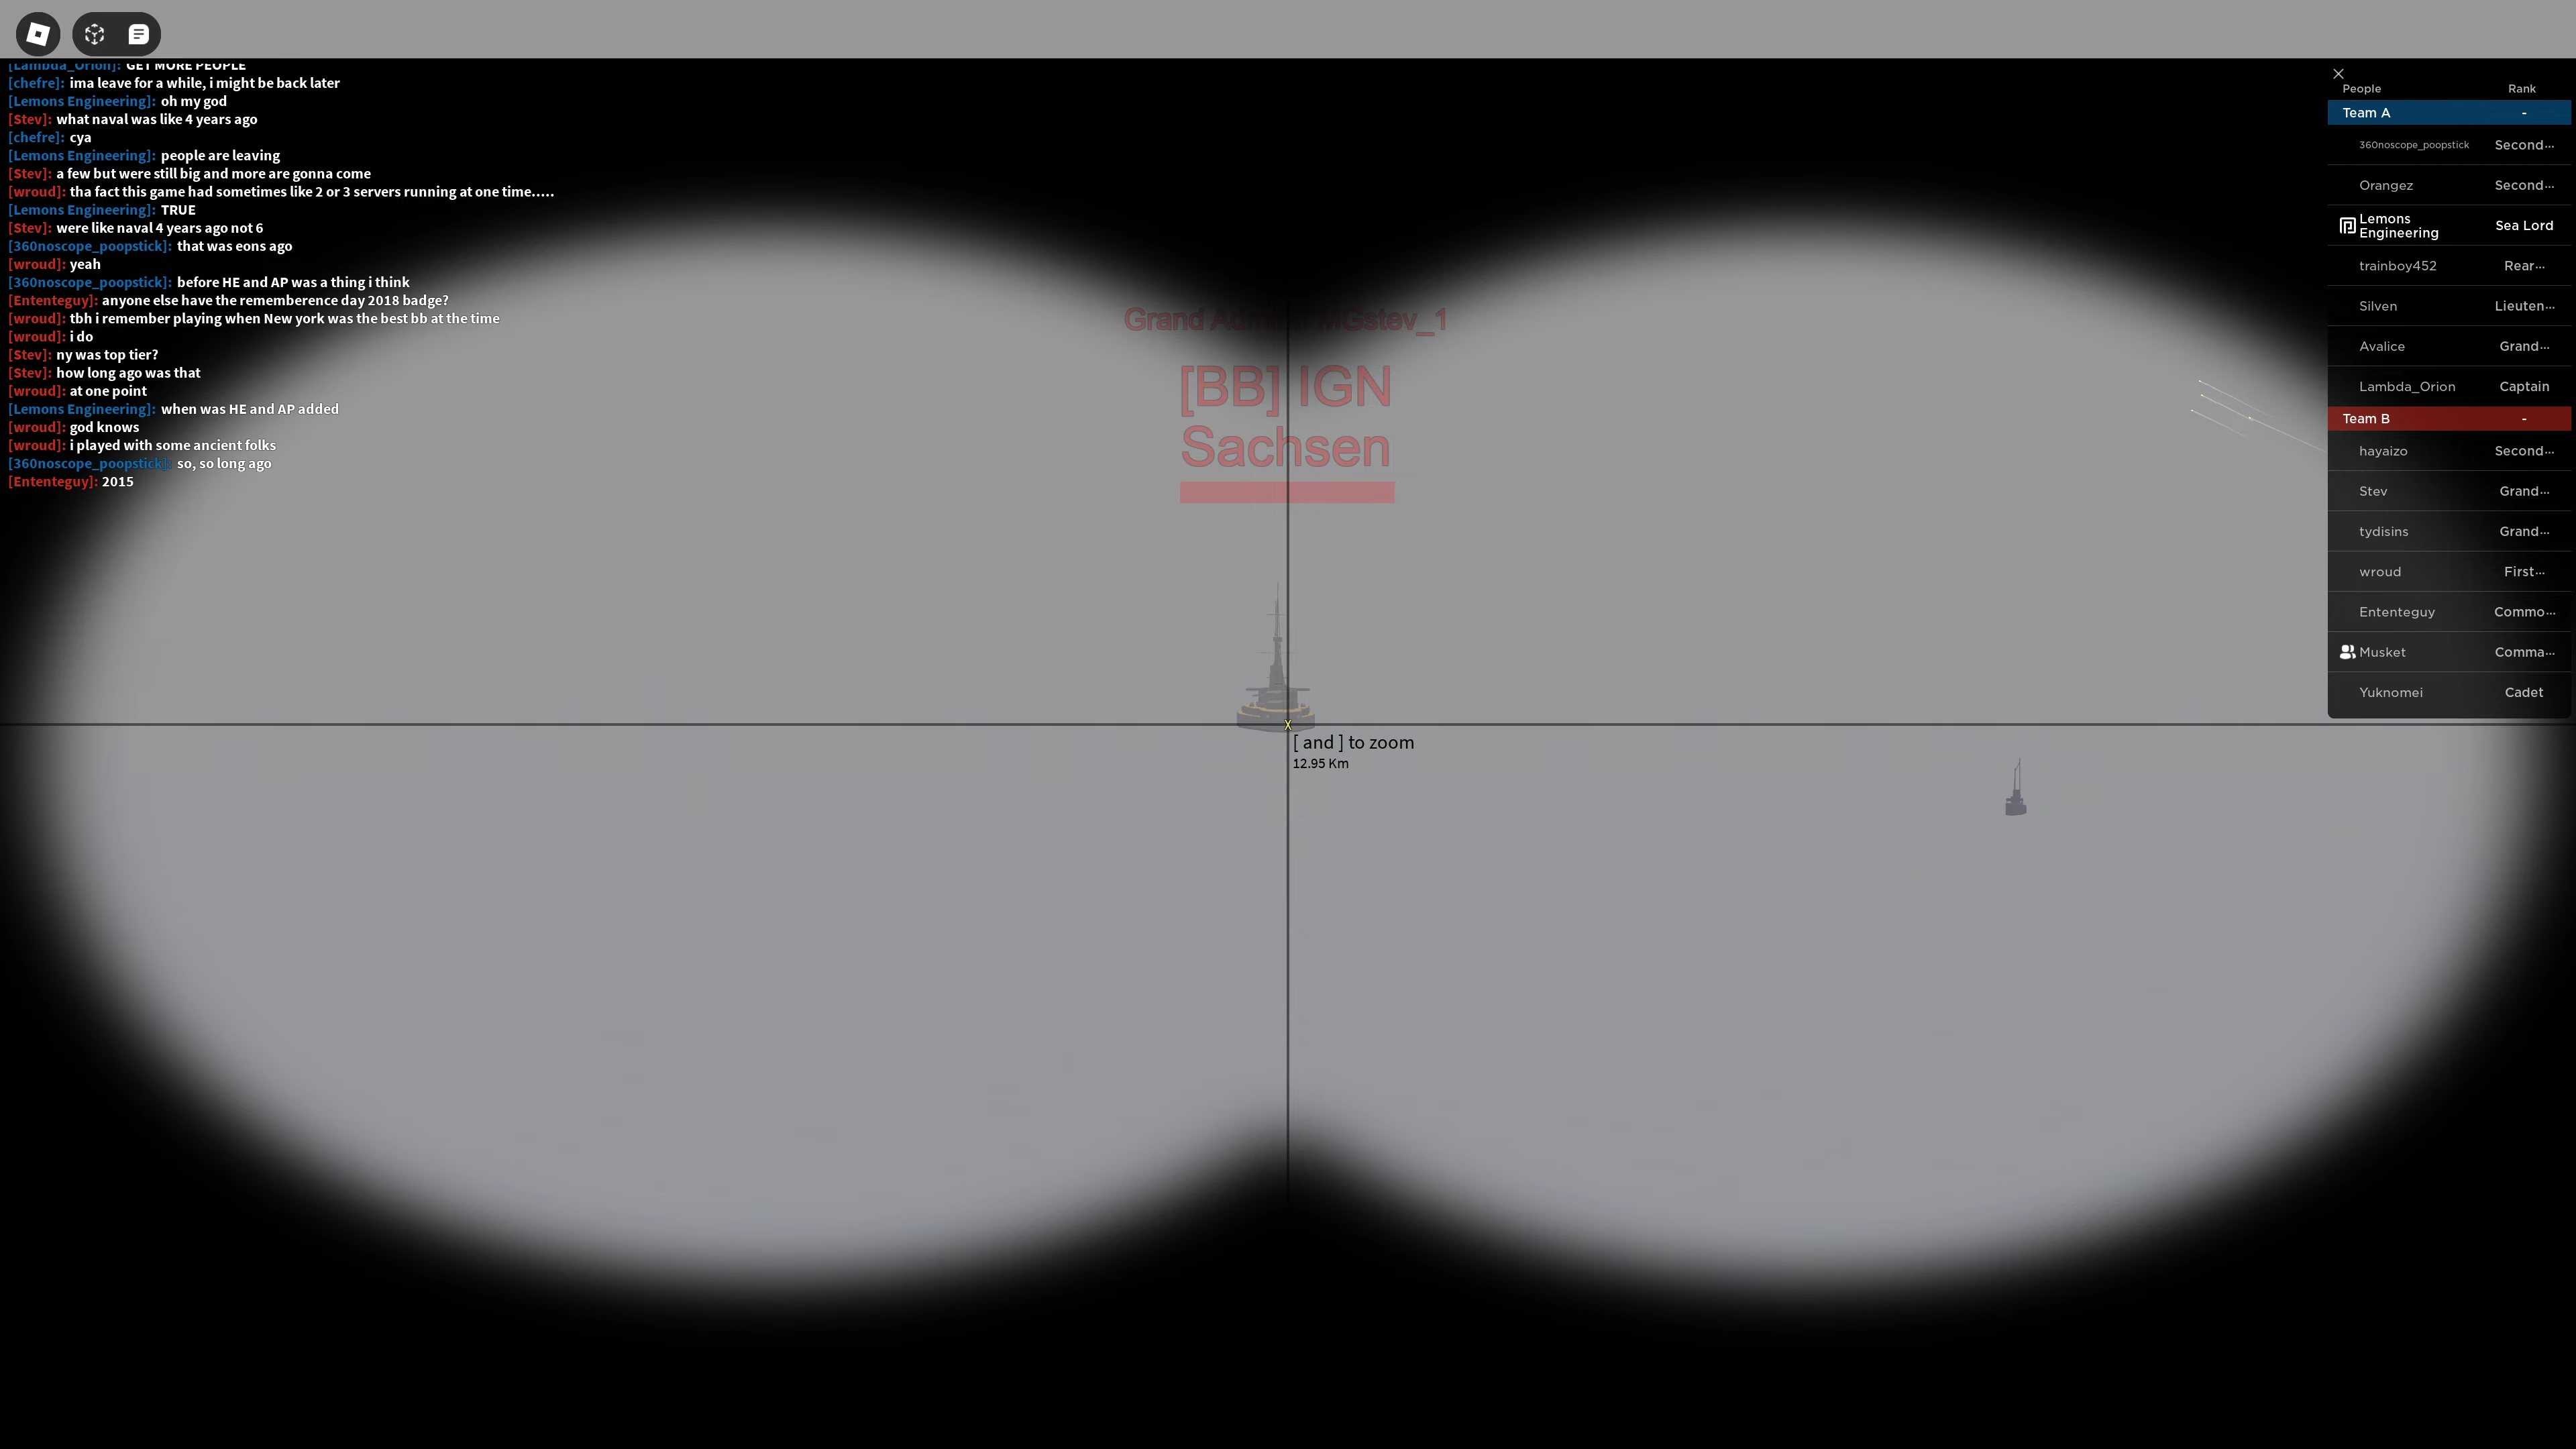 [Lambda_Orion]: GET MORE PEOPLE
[chefre]: ima leave for a while, i might be back later
[Lemons Engineering]: oh my god
[Stev]: what naval was like 4 years ago
[chefre]: cya
[Lemons Engineering]: people are leaving
[Stev]: a few but were still big and more are gonna come
[wroud]: tha fact this game had sometimes like 2 or 3 servers running at one time.....
[Lemons Engineering]: TRUE
[Stev]: were like naval 4 years ago not 6
[360noscope_poopstick]: that was eons ago
[wroud]: yeah
[360noscope_poopstick]: before HE and AP was a thing i think
[Ententeguy]: anyone else have the rememberence day 2018 badge?
[wroud]: tbh i remember playing when New york was the best bb at the time
[wroud]: i do
[Stev]: ny was top tier?
[Stev]: how long ago was that
[wroud]: at one point
[Lemons Engineering]: when was HE and AP added
[wroud]: god knows
[wroud]: i played with some ancient folks
[360noscope_poopstick]: so, so long ago
[Ententeguy]: 2015
Grand
[BB] IGN
Sachsen
X
[ and ] to zoom
12.95 Km
People Rank
Team A -
360noscope_poopstick Second...
Orangez Second...
Lemons
Engineering Sea Lord
trainboy452 Rear...
Silven Lieuten...
Avalice Grand...
Lambda_Orion Captain
Team B -
hayaizo Second...
Stev Grand...
tydisins Grand...
wroud First...
Ententeguy Commo...
Musket Comma...
Yuknomei Cadet